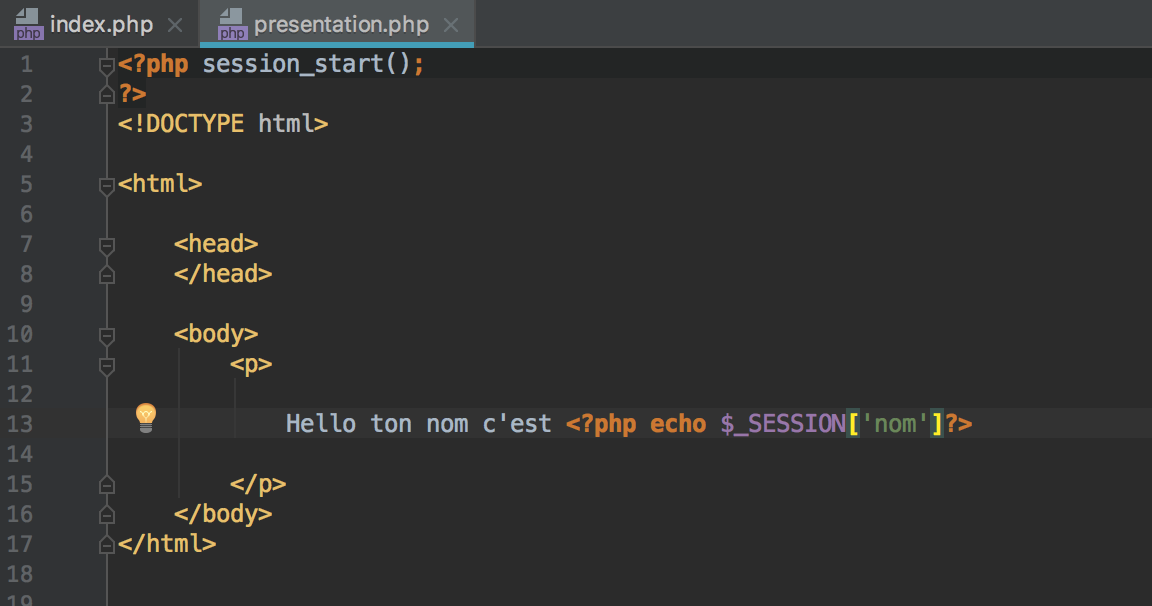 index.php presentation.php
1 <?php session_start();
2 ?>
3 <!DOCTYPE html>
4
5 <html>
6
7 <head>
8 </head>
9
10 <body>
11 <p>
12
13 Hello ton nom c'est <?php echo $_SESSION['nom']?>
14
15 </p>
16 </body>
17 </html>
18
19